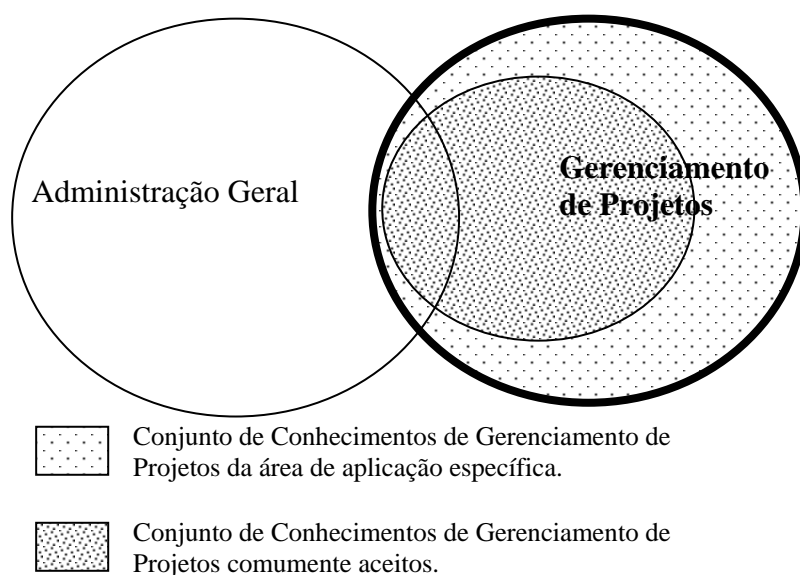 Administração Geral
Gerenciamento
de Projetos
Conjunto de Conhecimentos de Gerenciamento de
Projetos da área de aplicação específica.
Conjunto de Conhecimentos de Gerenciamento de
Projetos comumente aceitos.